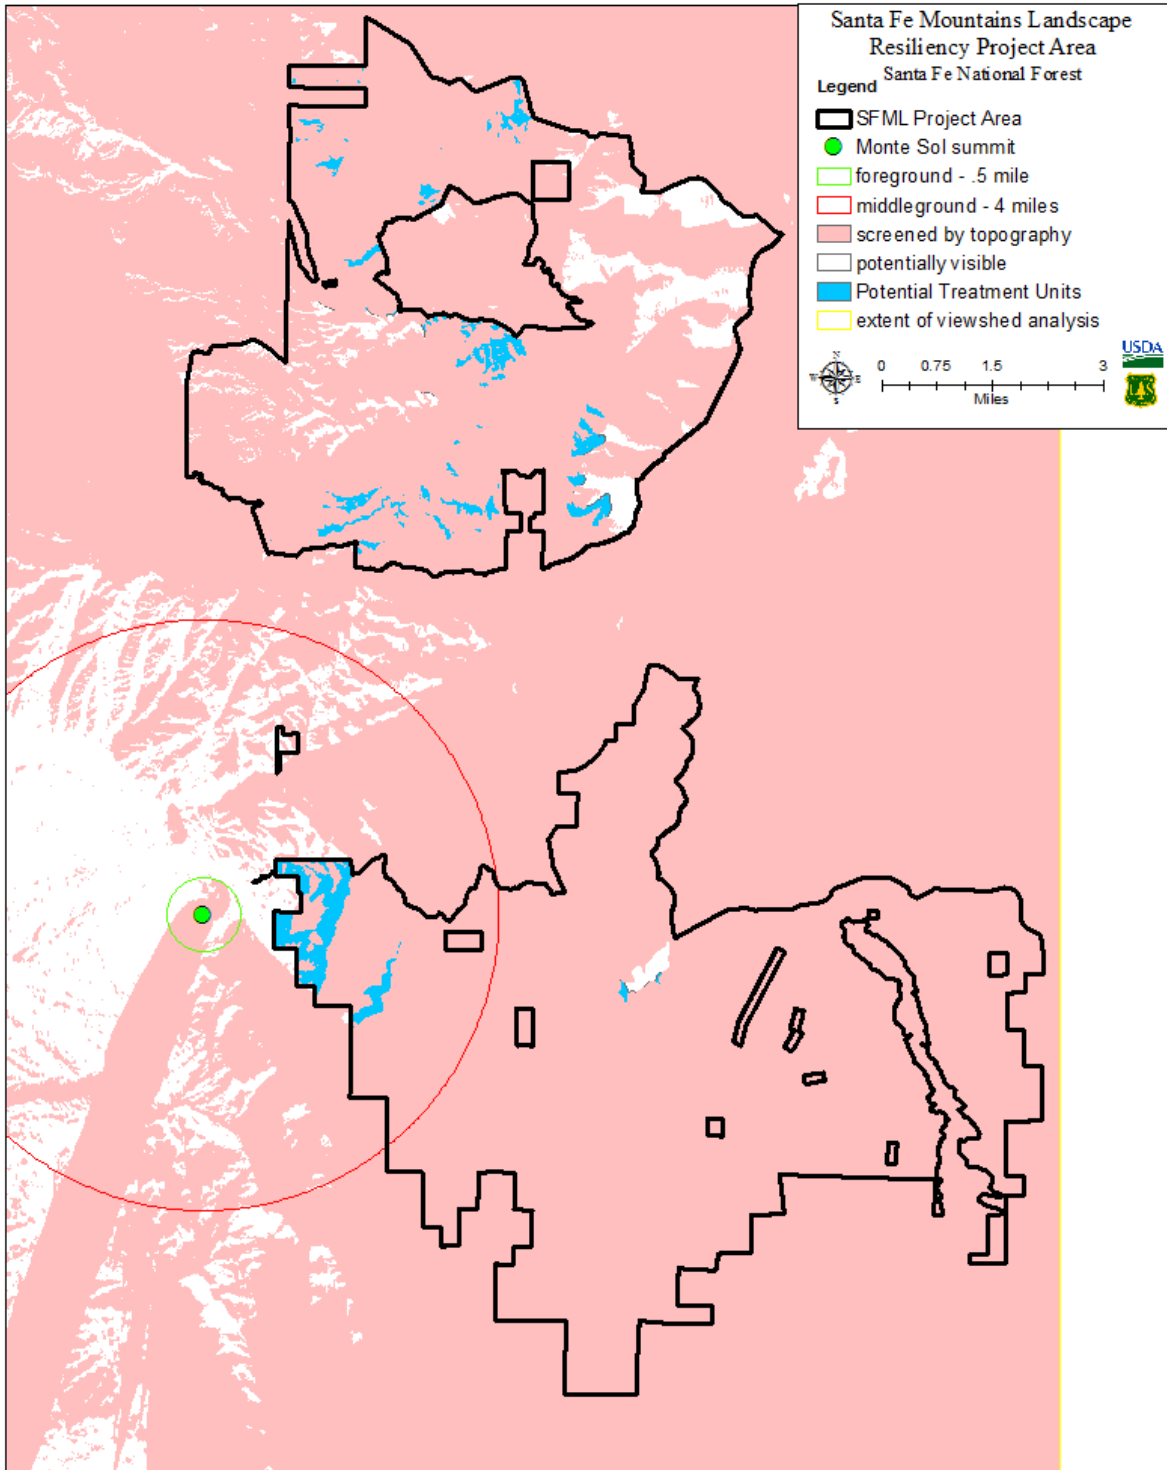 Santa Fe Mountains Landscape
Resiliency Project Area
Santa Fe National Forest
Legend
SFML Project Area
Monte Sol summit
foreground - .5 mile
middleground - 4 miles
screened by topography
potentially visible
Potential Treatment Units
extent of viewshed analysis
N
W E
S
0 0.75 1.5 3
Miles
USDA